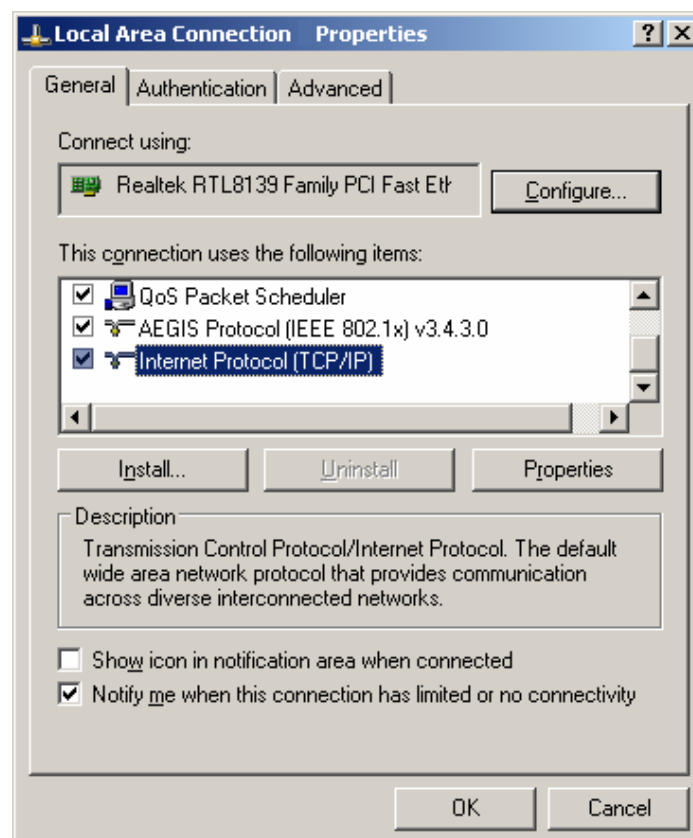 Local Area Connection Properties
General Authentication Advanced
Connect using:
Realtek RTL8139 Family PCI Fast Eth
Configure...
This connection uses the following items:
QoS Packet Scheduler
AEGIS Protocol (IEEE 802.1x) v3.4.3.0
Internet Protocol (TCP/IP)
Install... Uninstall Properties
Description
Transmission Control Protocol/Internet Protocol. The default
wide area network protocol that provides communication
across diverse interconnected networks.
Show icon in notification area when connected
Notify me when this connection has limited or no connectivity
OK Cancel